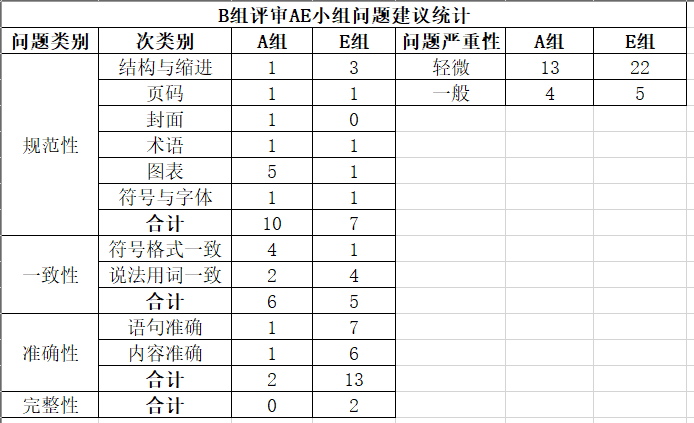 B组评审AE小组问题建议统计
问题类别 次类别 A组 E组 问题严重性 A组 E组
结构与缩进 1 3 轻微 13 22
页码 1 1 一般 4 5
封面 1 0
规范性 术语 1 1
图表 5 1
符号与字体 1 1
合计 10 7
符号格式一致 4 1
一致性 说法用词一致 2 4
合计 6 5
语句准确 1 7
准确性 内容准确 1 6
合计 2 13
完整性 合计 0 2